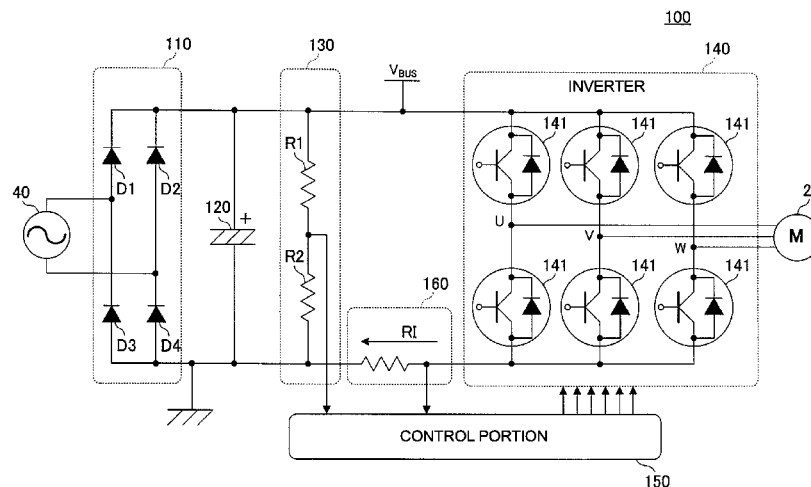 100
110
130
140
VBUS
INVERTER
141
141
141
R1
D1
D2
40
120
+
2
M
U
V
W
R2
141
141
141
160
D3
D4
RI
CONTROL PORTION
150